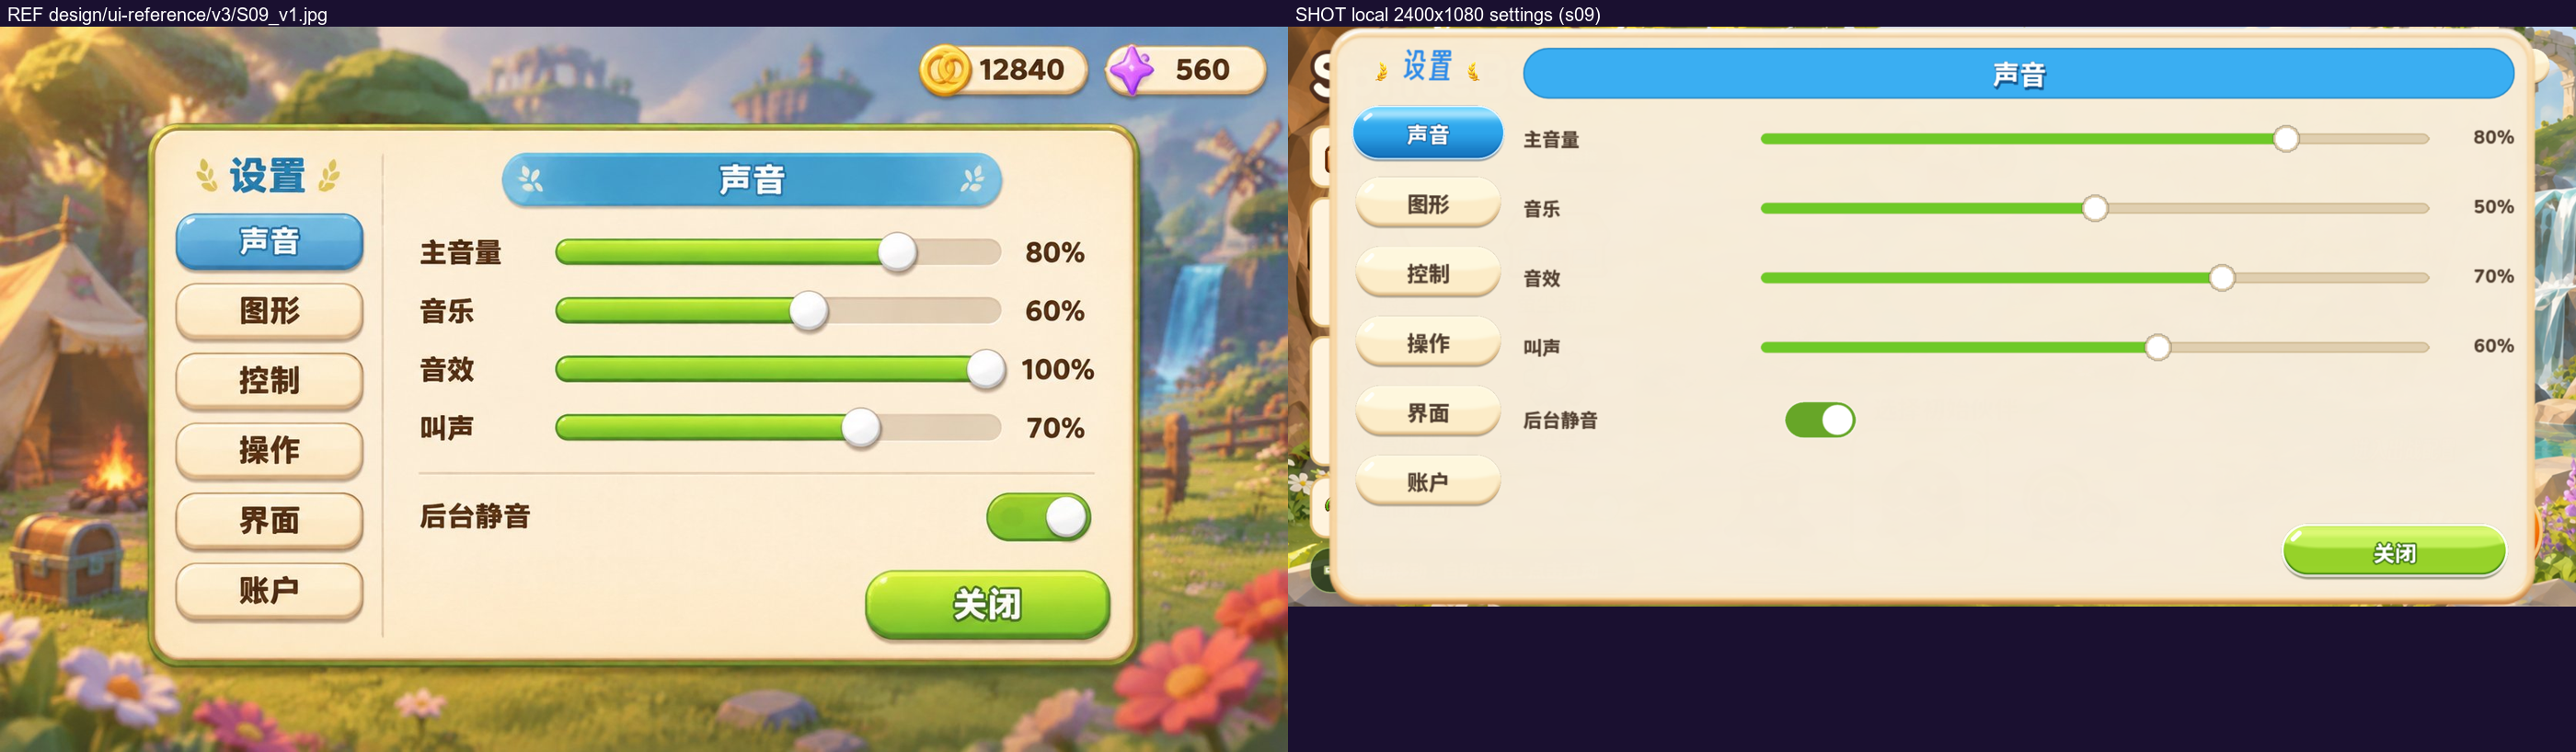 REF design/ui-reference/v3/S09_v1.jpg
12840
560
设置
声音
声音
图形
控制
操作
界面
账户
主音量
80%
音乐
60%
音效
100%
叫声
70%
后台静音
关闭
SHOT local 2400x1080 settings (s09)
S
设置
声音
声音
图形
控制
操作
界面
账户
主音量
80%
音乐
50%
音效
70%
叫声
60%
后台静音
关闭